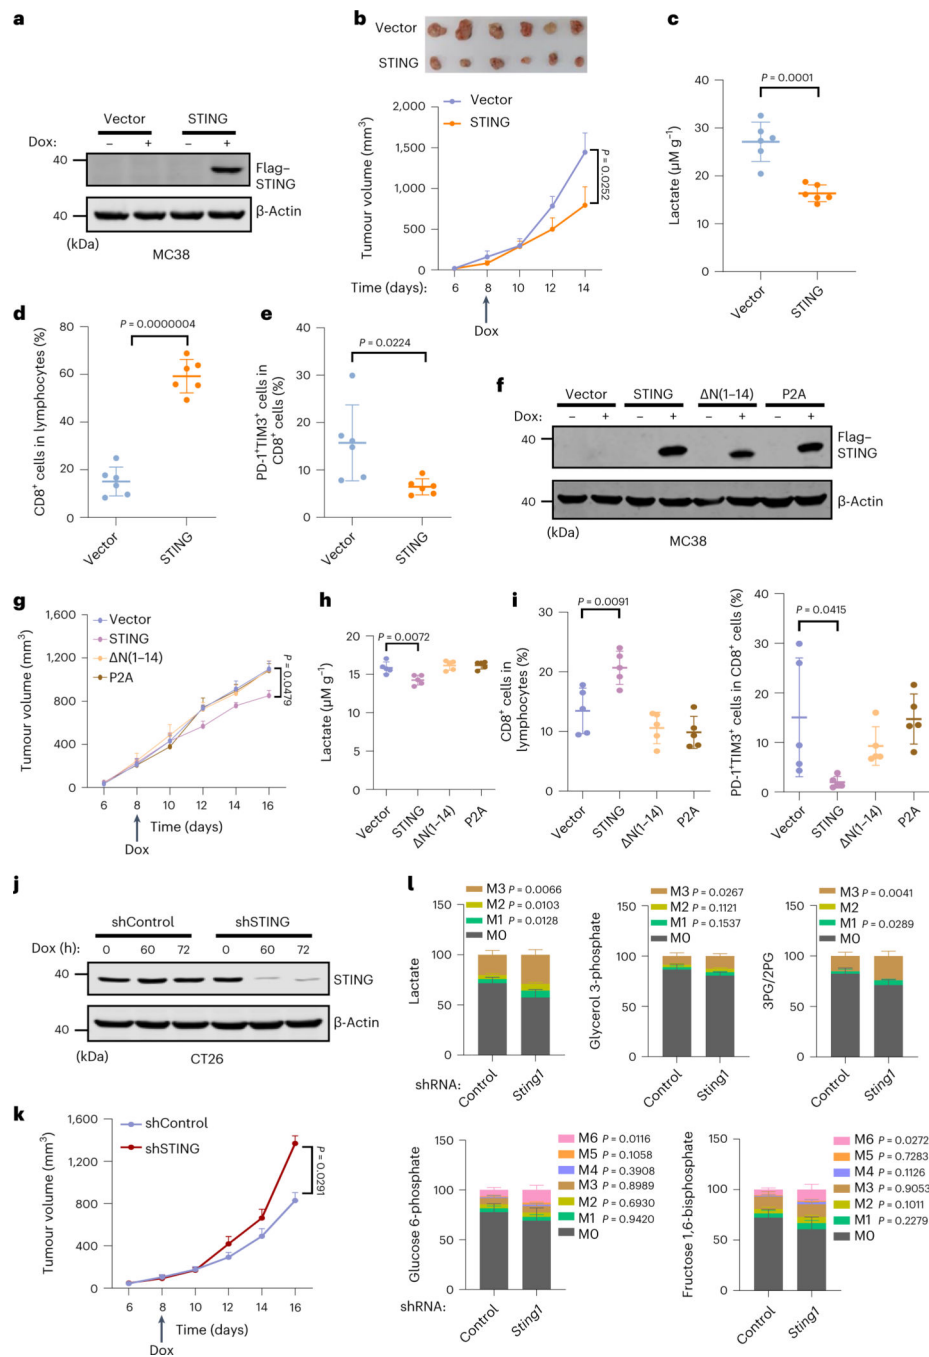 a
Vector STING
Dox: – + – +
40
Flag–
STING
40
β-Actin
(kDa)
MC38
b
Vector
STING
2,000
1,500
1,000
500
0
Tumour volume (mm³)
Vector
STING
P = 0.0252
Time (days): 6 8 10 12 14
Dox
c
P = 0.0001
40
30
20
10
0
Lactate (μM g⁻¹)
Vector STING
d
P = 0.0000004
80
60
40
20
0
CD8⁺ cells in lymphocytes (%)
Vector STING
e
P = 0.0224
40
30
20
10
0
PD-1⁺TIM3⁺ cells in
CD8⁺ cells (%)
Vector STING
f
Vector STING ΔN(1–14) P2A
Dox: – + – + – + – +
40
Flag–
STING
40
β-Actin
(kDa)
MC38
g
1,600
1,200
800
400
0
Tumour volume (mm³)
Vector
STING
ΔN(1–14)
P2A
P = 0.0479
6 8 10 12 14 16
Time (days)
Dox
h
P = 0.0072
20
15
10
5
0
Lactate (μM g⁻¹)
Vector STING ΔN(1–14) P2A
i
P = 0.0091
30
20
10
0
CD8⁺ cells in
lymphocytes (%)
Vector STING ΔN(1–14) P2A
P = 0.0415
40
30
20
10
0
PD-1⁺TIM3⁺ cells in CD8⁺ cells (%)
Vector STING ΔN(1–14) P2A
j
shControl shSTING
Dox (h): 0 60 72 0 60 72
40
STING
40
β-Actin
(kDa)
CT26
k
1,600
1,200
800
400
0
Tumour volume (mm³)
shControl
shSTING
P = 0.0291
6 8 10 12 14 16
Time (days)
Dox
l
M3 P = 0.0066
M2 P = 0.0103
M1 P = 0.0128
M0
150
100
50
0
Lactate
shRNA: Control Sting1
M3 P = 0.0267
M2 P = 0.1121
M1 P = 0.1537
M0
150
100
50
0
Glycerol 3-phosphate
Control Sting1
M3 P = 0.0041
M2
M1 P = 0.0289
M0
150
100
50
0
3PG/2PG
Control Sting1
M6 P = 0.0116
M5 P = 0.1058
M4 P = 0.3908
M3 P = 0.8989
M2 P = 0.6930
M1 P = 0.9420
M0
150
100
50
0
Glucose 6-phosphate
shRNA: Control Sting1
M6 P = 0.0272
M5 P = 0.7283
M4 P = 0.1126
M3 P = 0.9053
M2 P = 0.1011
M1 P = 0.2279
M0
150
100
50
0
Fructose 1,6-bisphosphate
Control Sting1